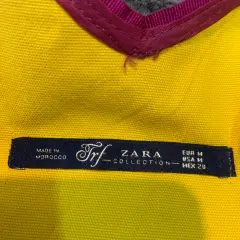 MADE IN
MOROCCO
Trf ZARA
COLLECTION
EUR M
USA M
MEX 28